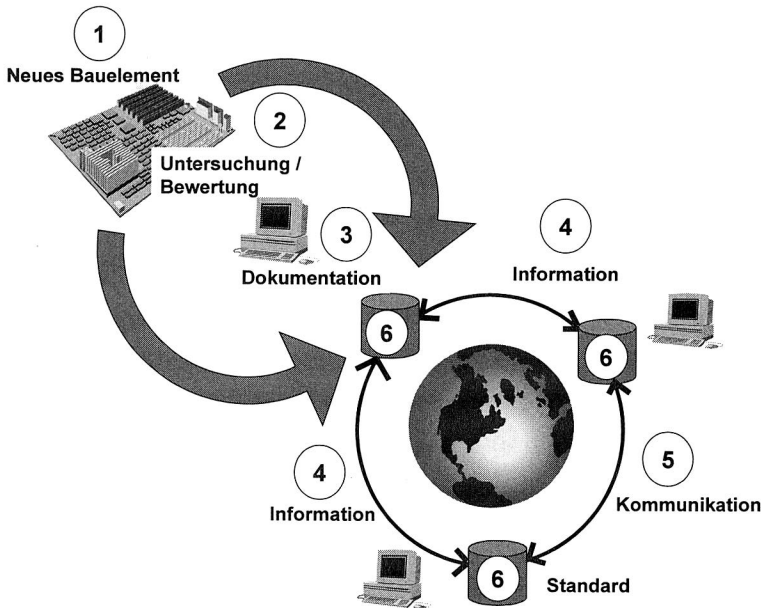 1
Neues Bauelement
2
Untersuchung /
Bewertung
3
Dokumentation
4
Information
6
6
4
Information
5
Kommunikation
6
Standard